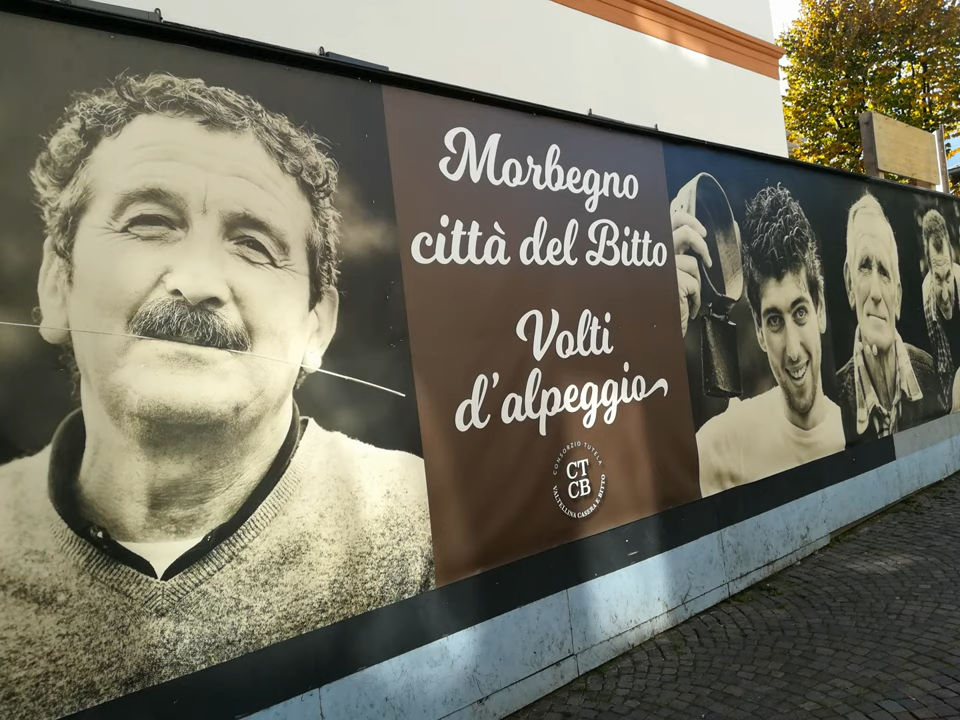 Morbegno
città del Bitto
Volti
d'alpeggio
CONSORZIO TUTELA
CT
CB
VALTELLINA CASERA E BITTO